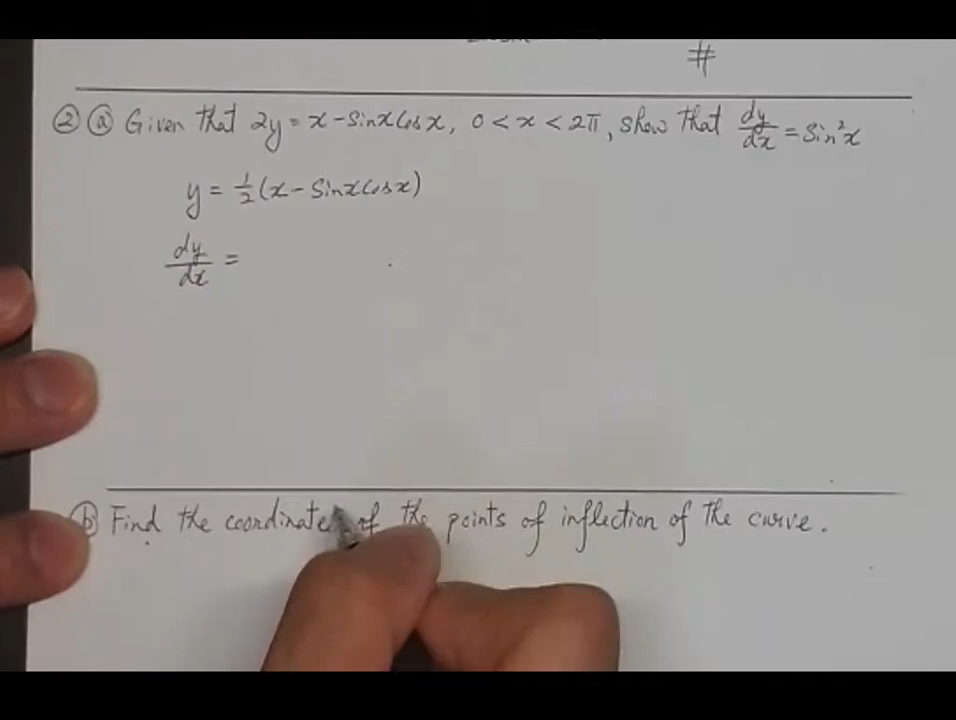 #
② ⓐ Given that 2y = x - sinx cosx, 0 < x < 2π, show that dy/dx = sin²x
y = 1/2 (x - sinx cosx)
dy/dx =
ⓑ Find the coordinates of the points of inflection of the curve.